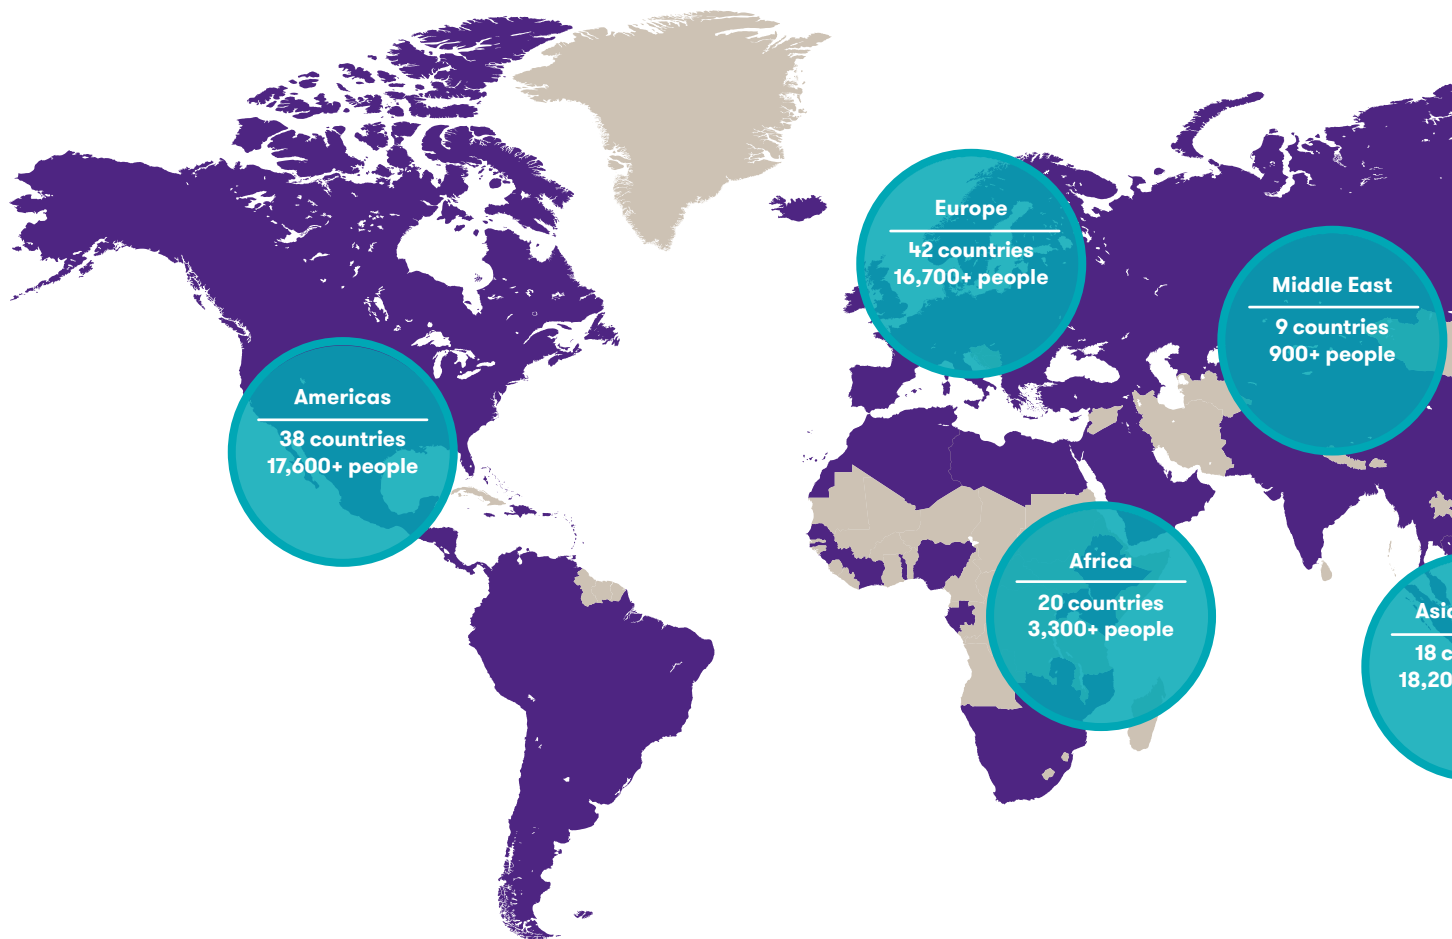 Europe
42 countries
16,700+ people
Middle East
9 countries
900+ people
Americas
38 countries
17,600+ people
Africa
20 countries
3,300+ people
18